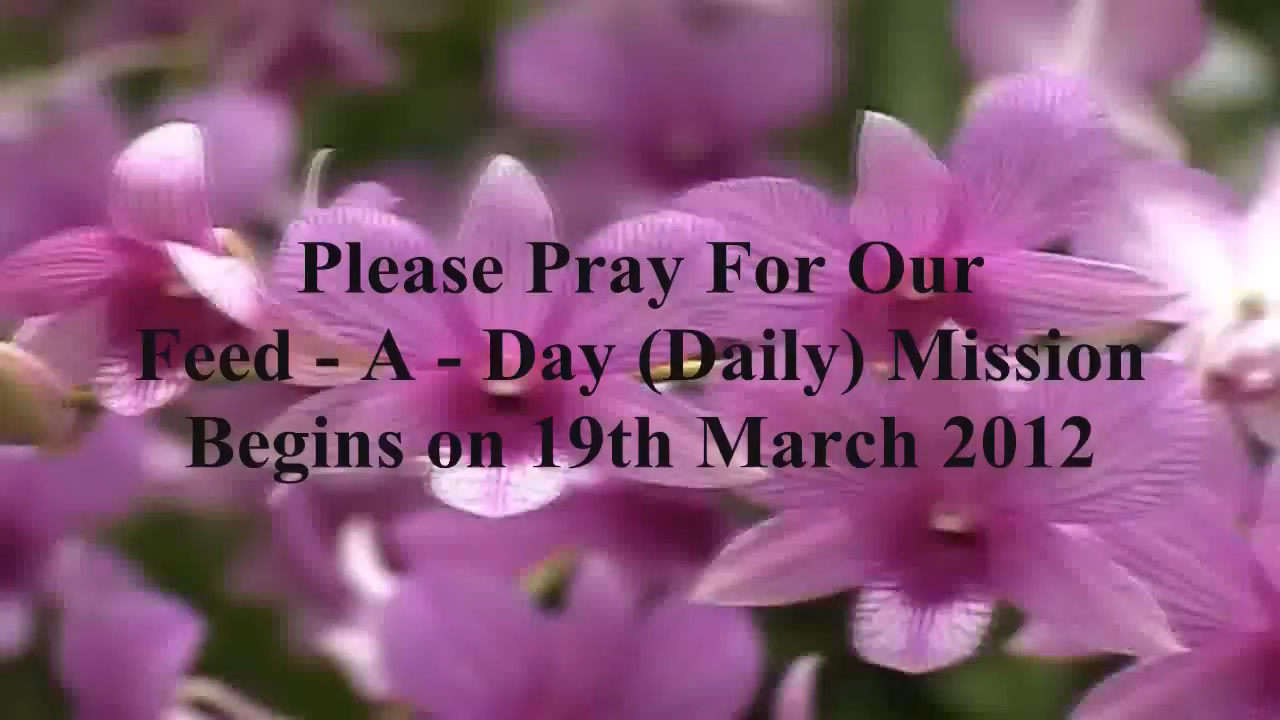 Please Pray For Our
Feed - A - Day (Daily) Mission
Begins on 19th March 2012